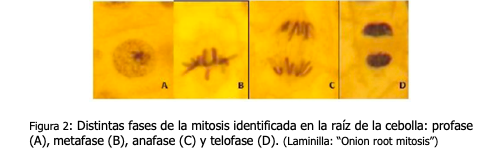 A B C D
Figura 2: Distintas fases de la mitosis identificada en la raíz de la cebolla: profase
(A), metafase (B), anafase (C) y telofase (D). (Laminilla: “Onion root mitosis”)